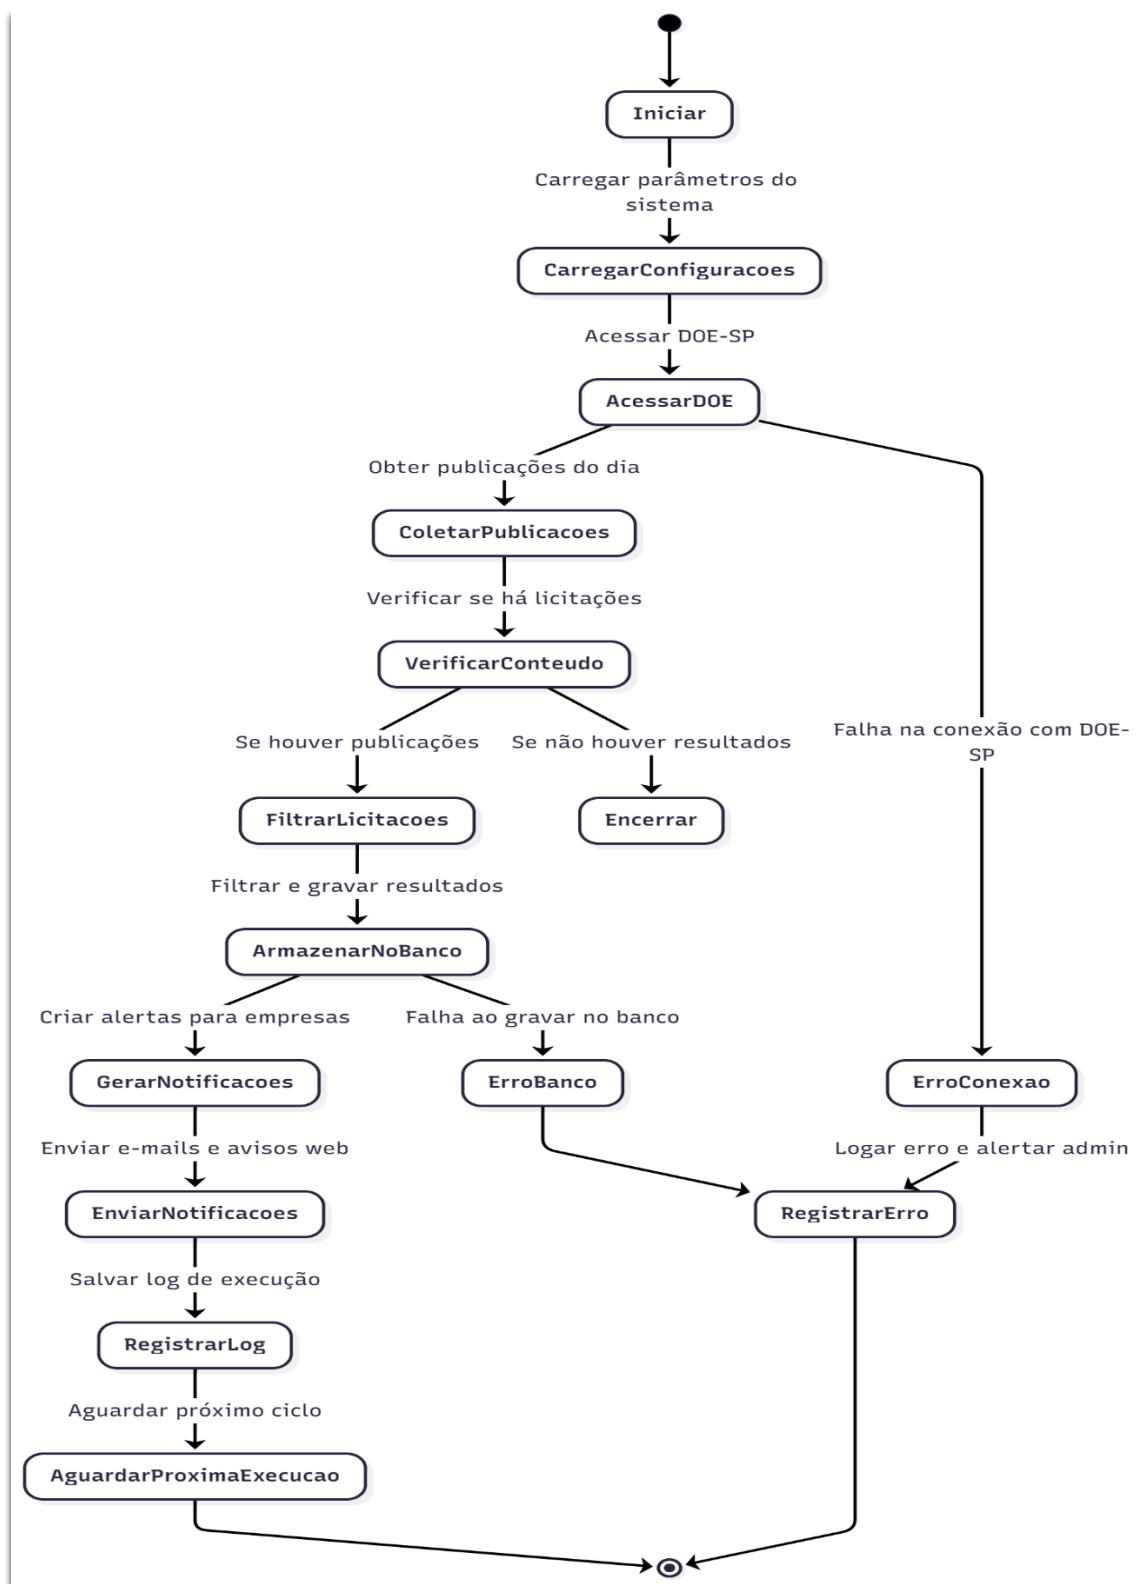 Iniciar
Carregar parâmetros do
sistema
CarregarConfiguracoes
Acessar DOE-SP
AcessarDOE
Obter publicações do dia
ColetarPublicacoes
Verificar se há licitações
VerificarConteudo
Se houver publicações
Se não houver resultados
Falha na conexão com DOE-
SP
FiltrarLicitacoes
Encerrar
Filtrar e gravar resultados
ArmazenarNoBanco
Criar alertas para empresas
Falha ao gravar no banco
GerarNotificacoes
ErroBanco
ErroConexao
Enviar e-mails e avisos web
Logar erro e alertar admin
EnviarNotificacoes
RegistrarErro
Salvar log de execução
RegistrarLog
Aguardar próximo ciclo
AguardarProximaExecucao